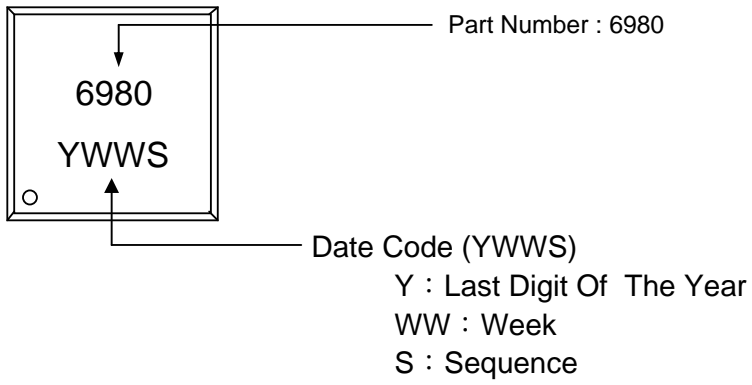 Part Number : 6980
6980
YWWS
Date Code (YWWS)
Y：Last Digit Of The Year
WW：Week
S：Sequence